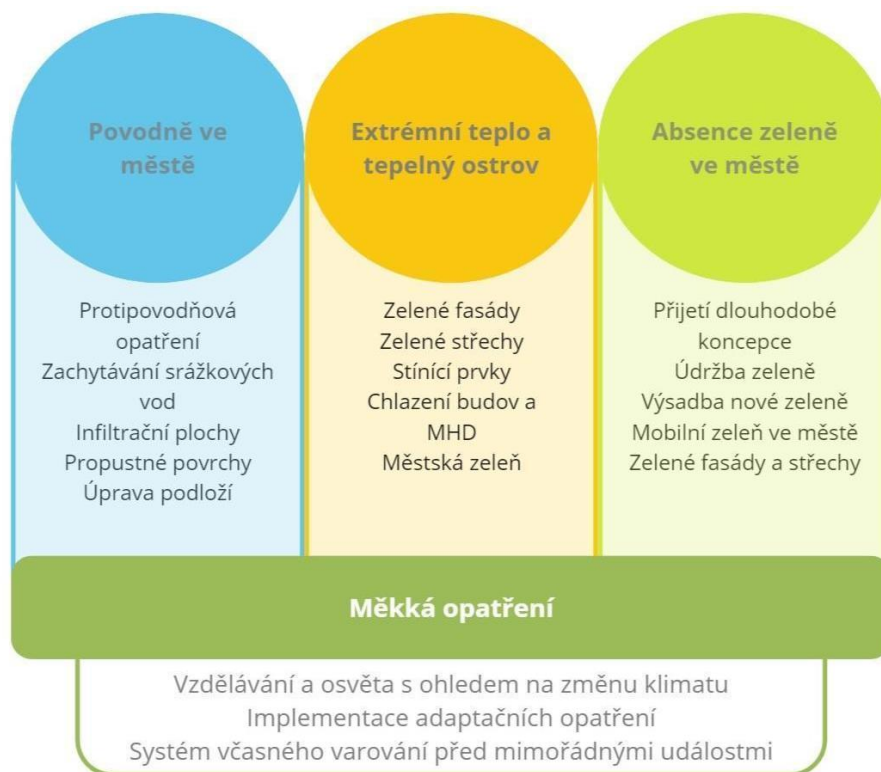 Povodně ve
městě
Protipovodňová
opatření
Zachytávání srážkových
vod
Infiltrační plochy
Propustné povrchy
Úprava podloží
Extrémní teplo a
tepelný ostrov
Zelené fasády
Zelené střechy
Stínící prvky
Chlazení budov a
MHD
Městská zeleň
Absence zeleně
ve městě
Přijetí dlouhodobé
koncepce
Údržba zeleně
Výsadba nové zeleně
Mobilní zeleň ve městě
Zelené fasády a střechy
Měkká opatření
Vzdělávání a osvěta s ohledem na změnu klimatu
Implementace adaptačních opatření
Systém včasného varování před mimořádnými událostmi